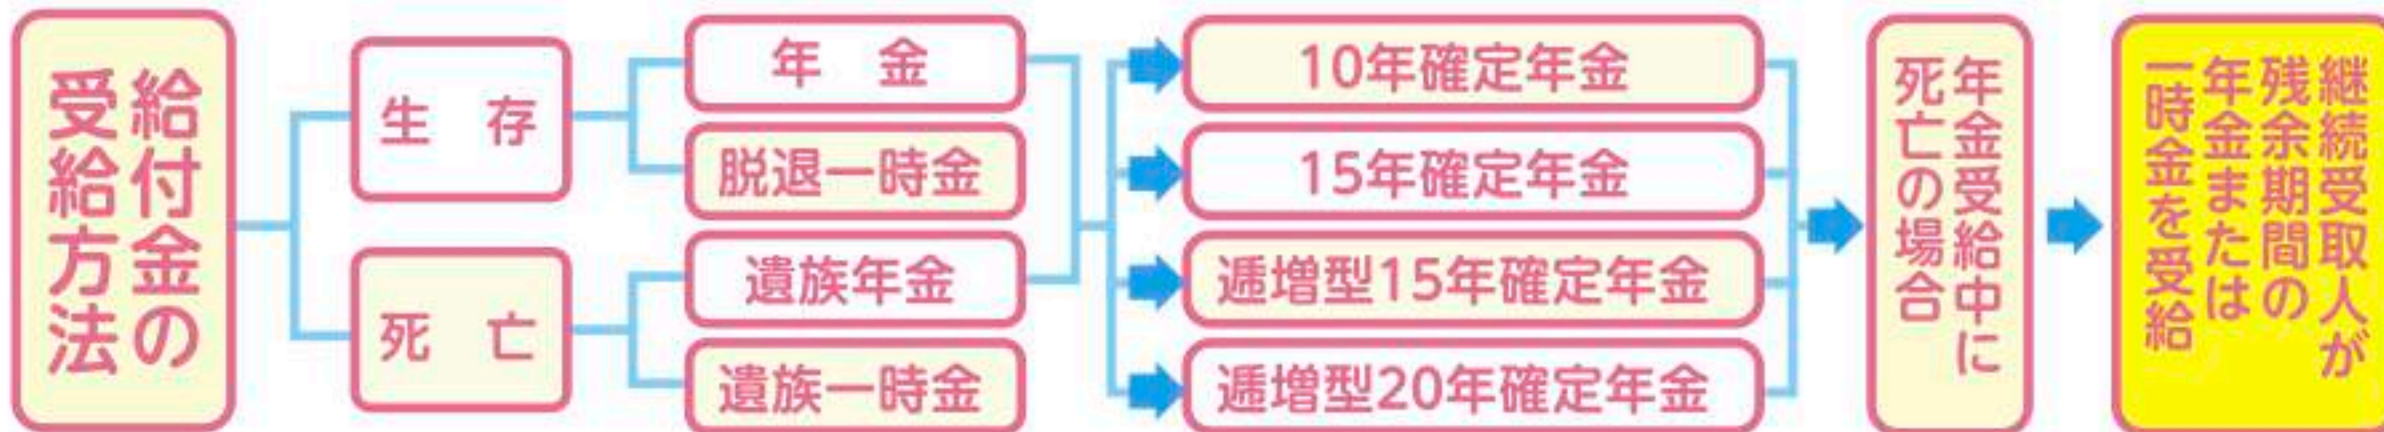 給付金の
受給方法
生　存
死　亡
年　金
脱退一時金
遺族年金
遺族一時金
10年確定年金
15年確定年金
逓増型15年確定年金
逓増型20年確定年金
年金受給中に
死亡の場合
継続受取人が
残余期間の
年金または
一時金を受給